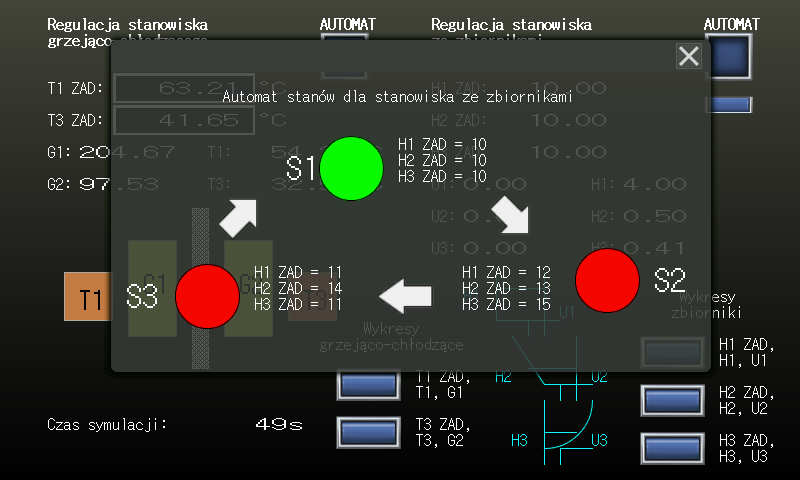 Regulacja stanowiska
grzejąco-chłodzącego
AUTOMAT
Regulacja stanowiska
ze zbiornikami
AUTOMAT
Automat stanów dla stanowiska ze zbiornikami
T1 ZAD: 63.21 °C
H1 ZAD: 10.00
T3 ZAD: 41.65 °C
H2 ZAD: 10.00
G1: 204.67
T1:
10.00
G2: 97.53
T3:
U1: 0.00
H1: 4.00
U2: 0.00
H2: 0.50
U3: 0.00
H3: 0.41
S1
H1 ZAD = 10
H2 ZAD = 10
H3 ZAD = 10
S2
H1 ZAD = 12
H2 ZAD = 13
H3 ZAD = 15
S3
H1 ZAD = 11
H2 ZAD = 14
H3 ZAD = 11
T1
G1
U1
Wykresy
zbiorniki
Wykresy
grzejąco-chłodzące
H1 ZAD,
H1, U1
T1 ZAD,
T1, G1
H2
U2
H2 ZAD,
H2, U2
Czas symulacji: 49s
T3 ZAD,
T3, G2
H3
U3
H3 ZAD,
H3, U3